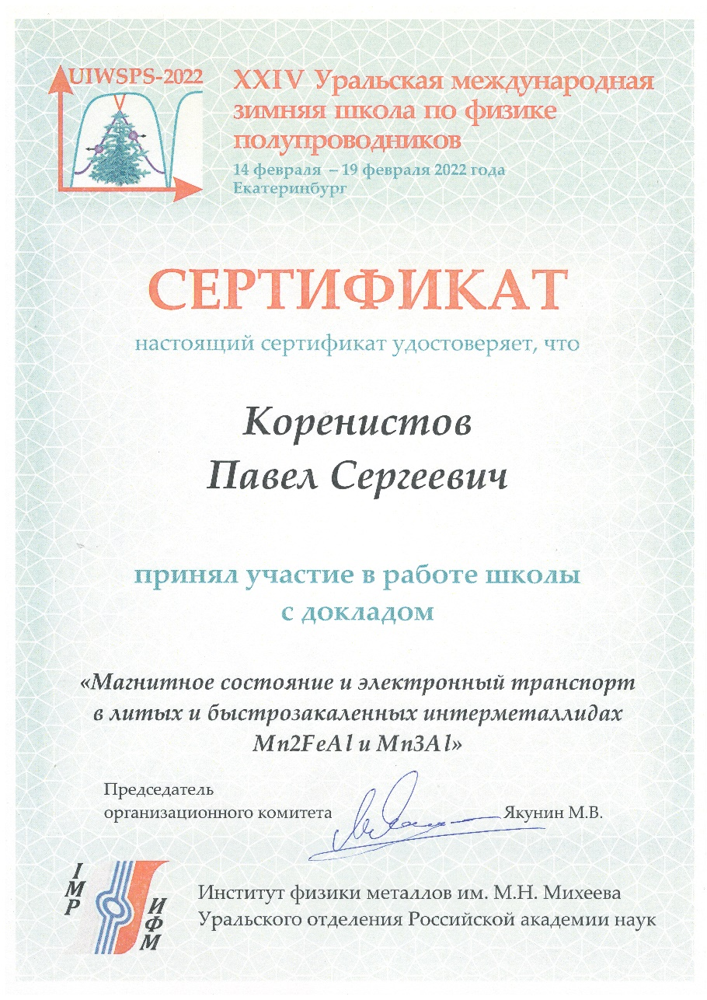 UIWSPS-2022
XXIV Уральская международная
зимняя школа по физике
полупроводников
14 февраля – 19 февраля 2022 года
Екатеринбург
СЕРТИФИКАТ
настоящий сертификат удостоверяет, что
Коренистов
Павел Сергеевич
принял участие в работе школы
с докладом
«Магнитное состояние и электронный транспорт
в литых и быстрозакаленных интерметаллидах
Mn2FeAl и Mn3Al»
Председатель
организационного комитета
Якунин М.В.
IMP
ИФМ
Институт физики металлов им. М.Н. Михеева
Уральского отделения Российской академии наук